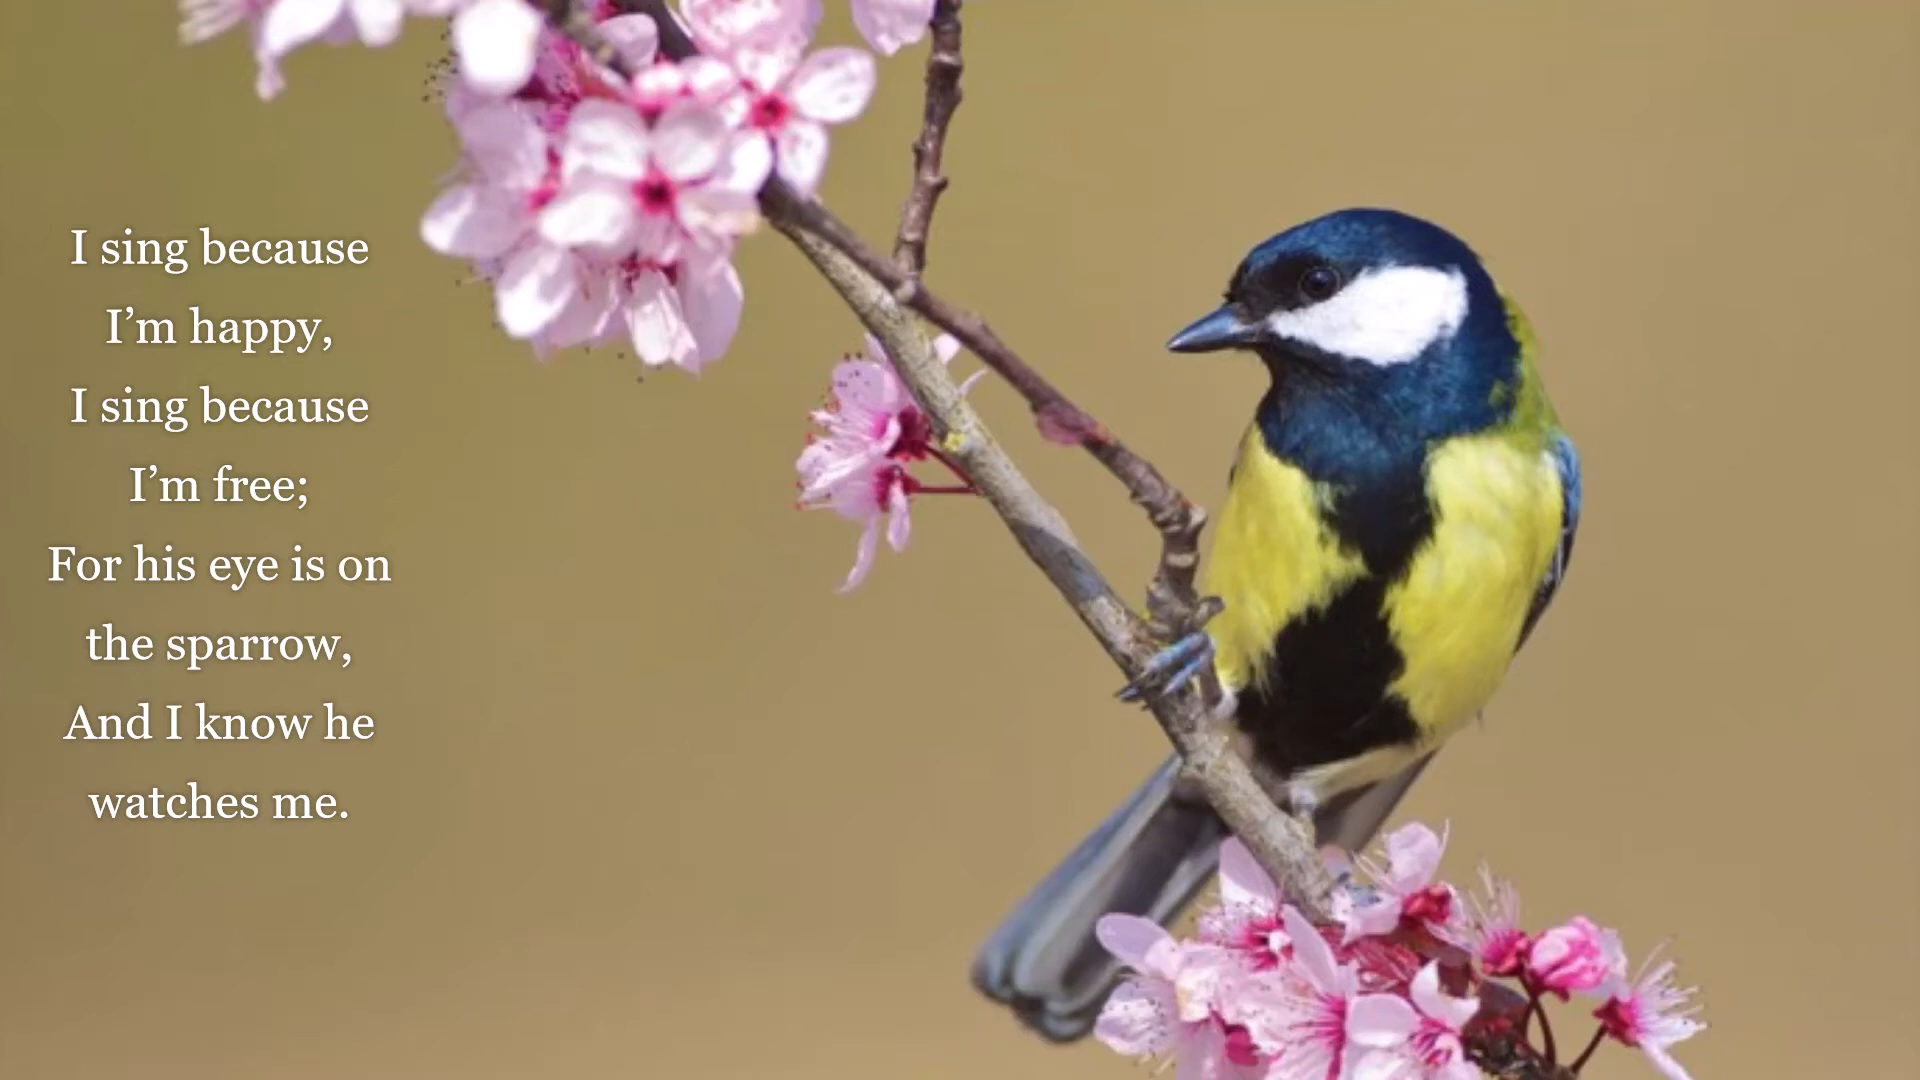 I sing because
I’m happy,
I sing because
I’m free;
For his eye is on
the sparrow,
And I know he
watches me.